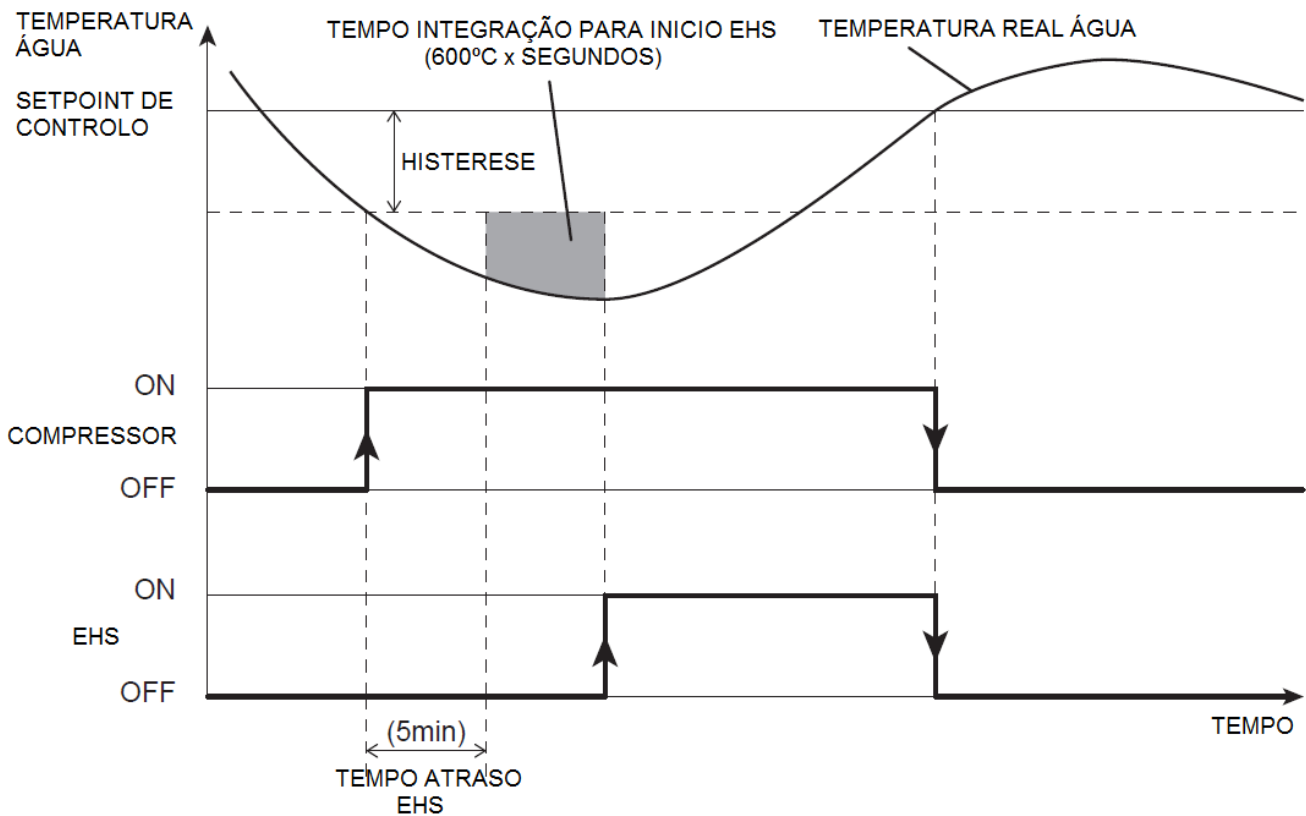 TEMPERATURA
ÁGUA
TEMPO INTEGRAÇÃO PARA INICIO EHS
(600ºC x SEGUNDOS)
TEMPERATURA REAL ÁGUA
SETPOINT DE
CONTROLO
HISTERESE
ON
COMPRESSOR
OFF
ON
EHS
OFF
(5min)
TEMPO
TEMPO ATRASO
EHS